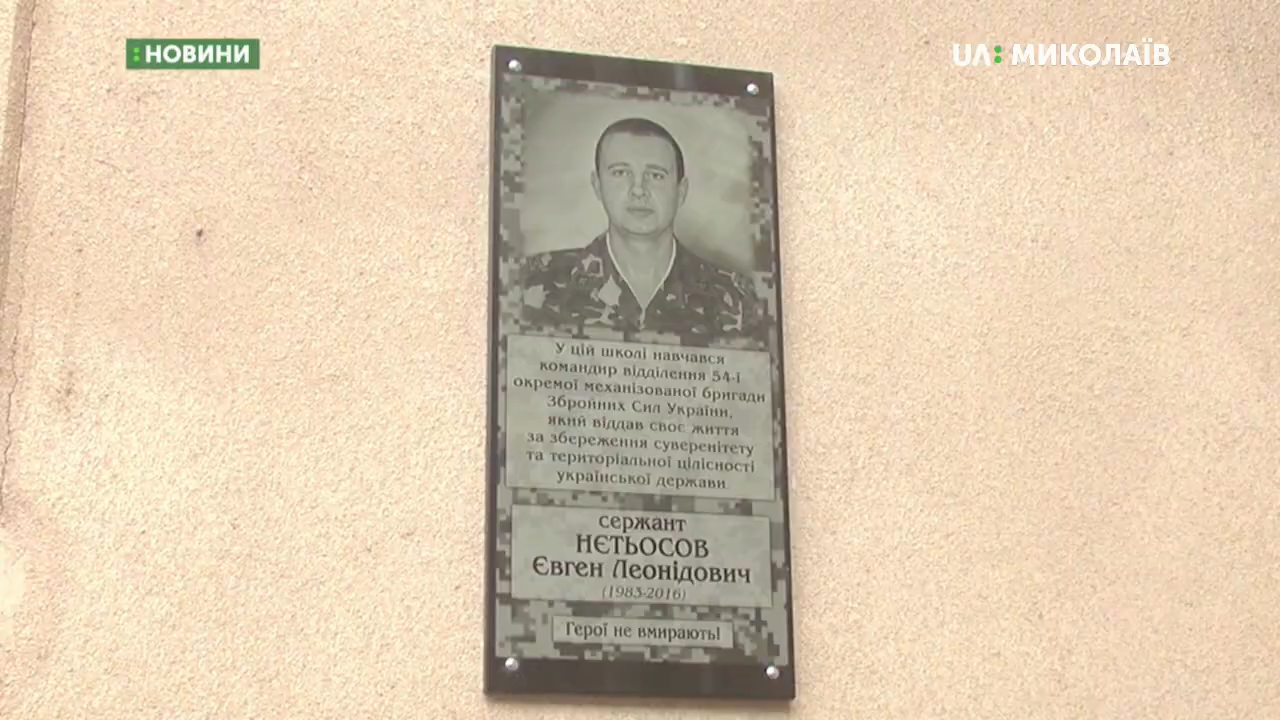 :НОВИНИ
UA: МИКОЛАЇВ
У цій школі навчався
командир відділення 54-ї
окремої механізованої бригади
Збройних Сил України,
який віддав своє життя
за збереження суверенітету
та територіальної цілісності
української держави
сержант
НЄТЬОСОВ
Євген Леонідович
(1983-2016)
Герої не вмирають!